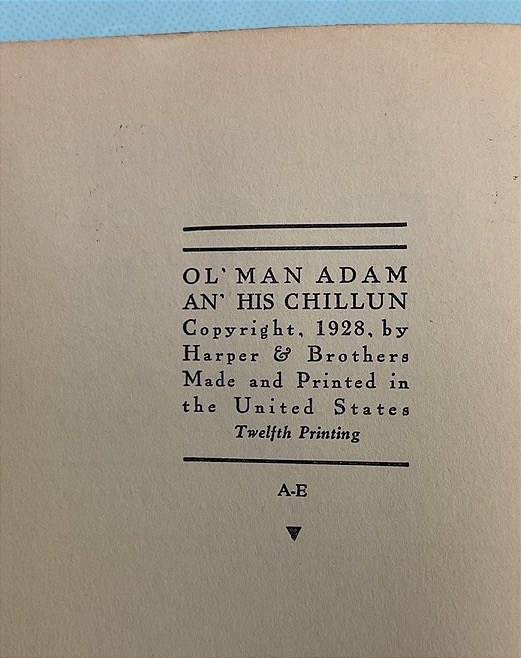 OL' MAN ADAM
AN' HIS CHILLUN
Copyright, 1928, by
Harper & Brothers
Made and Printed in
the United States
Twelfth Printing
A-E